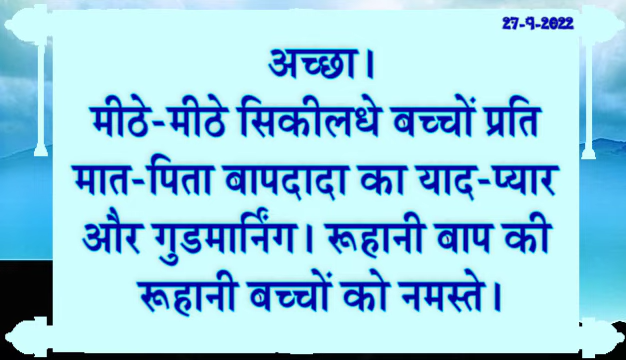 27-9-2022
अच्छा।
मीठे-मीठे सिकीलधे बच्चों प्रति
मात-पिता बापदादा का याद-प्यार
और गुडमार्निंग। रूहानी बाप की
रूहानी बच्चों को नमस्ते।